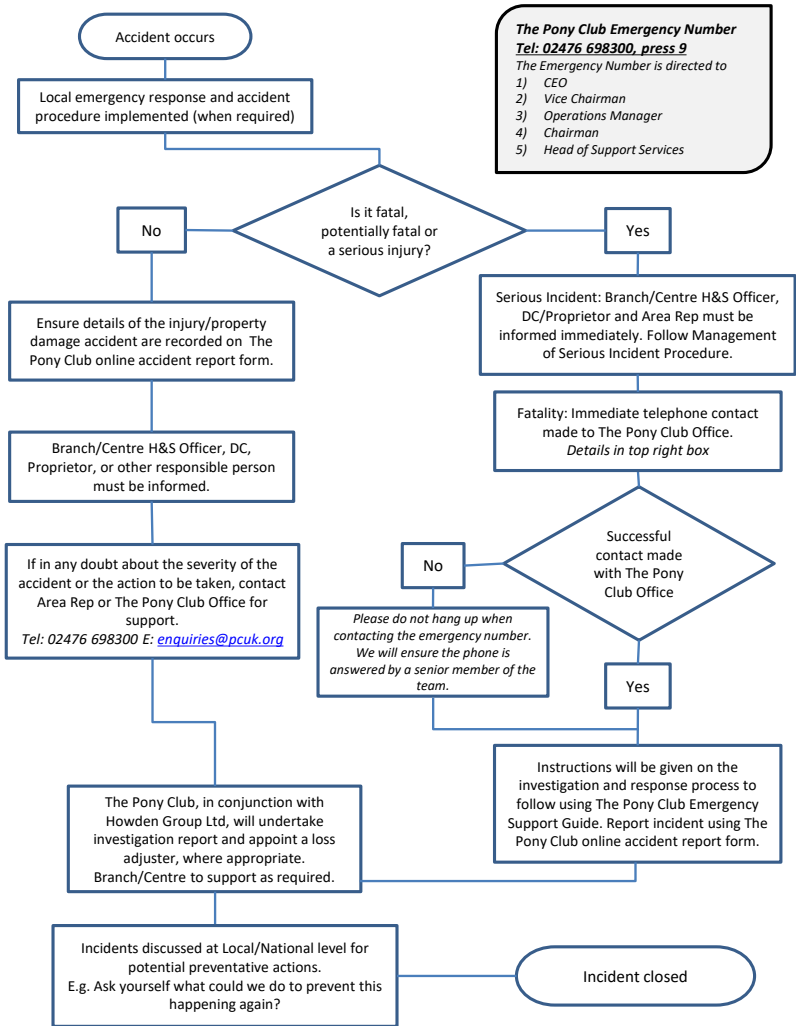 Accident occurs
The Pony Club Emergency Number
Tel: 02476 698300, press 9
The Emergency Number is directed to
1) CEO
2) Vice Chairman
3) Operations Manager
4) Chairman
5) Head of Support Services
Local emergency response and accident
procedure implemented (when required)
Is it fatal,
potentially fatal or
a serious injury?
No
Yes
Ensure details of the injury/property
damage accident are recorded on The
Pony Club online accident report form.
Serious Incident: Branch/Centre H&S Officer,
DC/Proprietor and Area Rep must be
informed immediately. Follow Management
of Serious Incident Procedure.
Branch/Centre H&S Officer, DC,
Proprietor, or other responsible person
must be informed.
Fatality: Immediate telephone contact
made to The Pony Club Office.
Details in top right box
If in any doubt about the severity of the
accident or the action to be taken, contact
Area Rep or The Pony Club Office for
support.
Tel: 02476 698300 E: enquiries@pcuk.org
Successful
contact made
with The Pony
Club Office
No
Please do not hang up when
contacting the emergency number.
We will ensure the phone is
answered by a senior member of the
team.
Yes
Instructions will be given on the
investigation and response process to
follow using The Pony Club Emergency
Support Guide. Report incident using The
Pony Club online accident report form.
The Pony Club, in conjunction with
Howden Group Ltd, will undertake
investigation report and appoint a loss
adjuster, where appropriate.
Branch/Centre to support as required.
Incidents discussed at Local/National level for
potential preventative actions.
E.g. Ask yourself what could we do to prevent this
happening again?
Incident closed